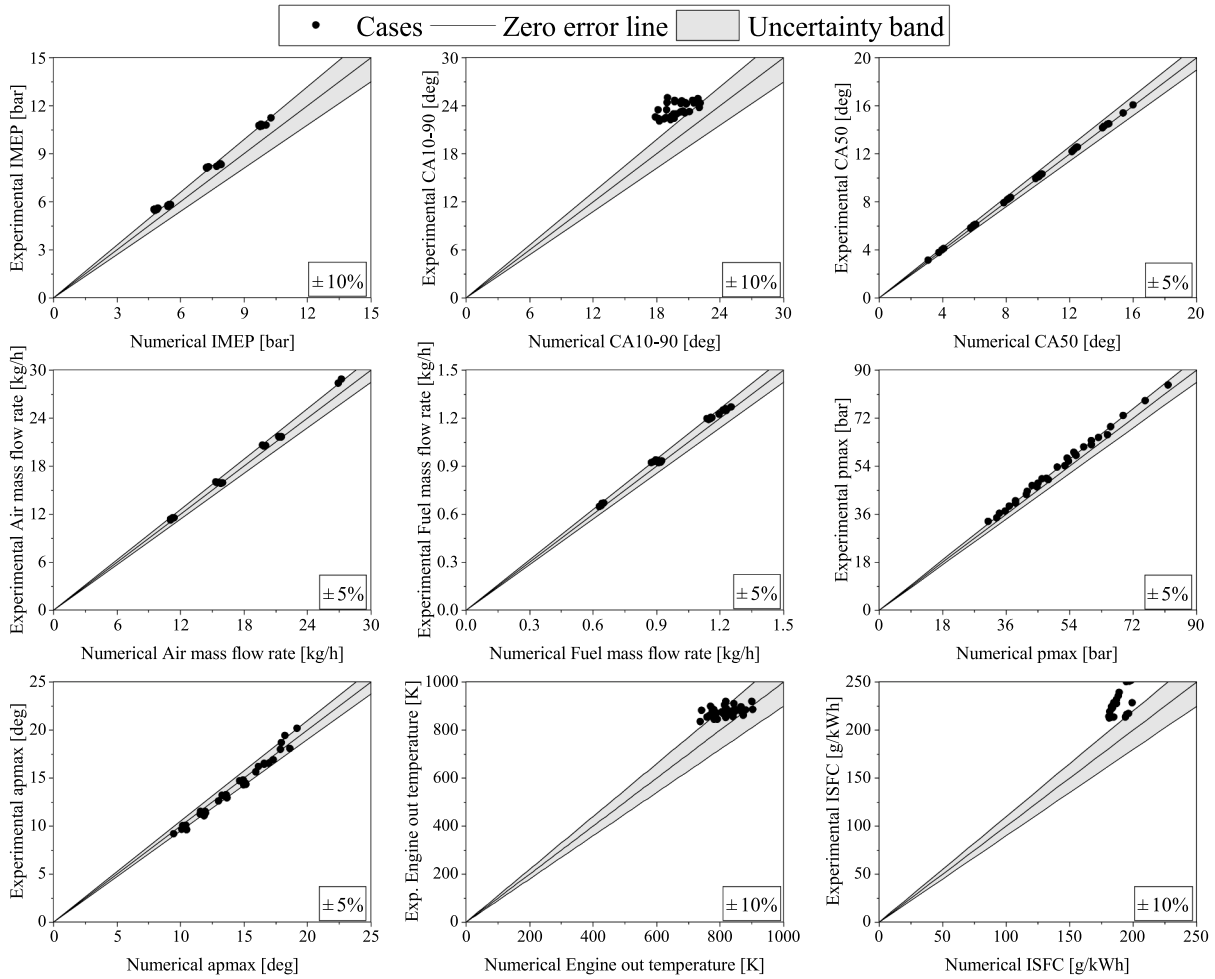 Cases Zero error line Uncertainty band
Experimental IMEP [bar]
15
12
9
6
3
0
± 10%
0 3 6 9 12 15
Numerical IMEP [bar]
Experimental CA10-90 [deg]
30
24
18
12
6
0
± 10%
0 6 12 18 24 30
Numerical CA10-90 [deg]
Experimental CA50 [deg]
20
16
12
8
4
0
± 5%
0 4 8 12 16 20
Numerical CA50 [deg]
Experimental Air mass flow rate [kg/h]
30
24
18
12
6
0
± 5%
0 6 12 18 24 30
Numerical Air mass flow rate [kg/h]
Experimental Fuel mass flow rate [kg/h]
1.5
1.2
0.9
0.6
0.3
0.0
± 5%
0.0 0.3 0.6 0.9 1.2 1.5
Numerical Fuel mass flow rate [kg/h]
Experimental pmax [bar]
90
72
54
36
18
0
± 5%
0 18 36 54 72 90
Numerical pmax [bar]
Experimental apmax [deg]
25
20
15
10
5
0
± 5%
0 5 10 15 20 25
Numerical apmax [deg]
Exp. Engine out temperature [K]
1000
800
600
400
200
0
± 10%
0 200 400 600 800 1000
Numerical Engine out temperature [K]
Experimental ISFC [g/kWh]
250
200
150
100
50
0
± 10%
0 50 100 150 200 250
Numerical ISFC [g/kWh]